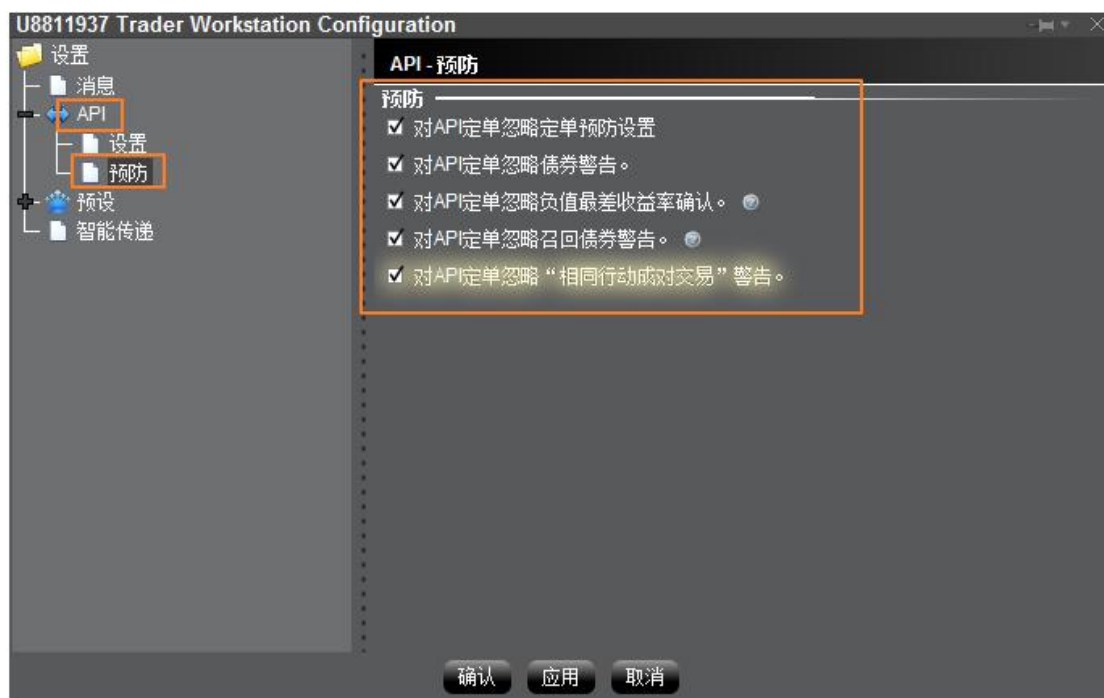 U8811937 Trader Workstation Configuration
设置
消息
API
设置
预防
预设
智能传递
API - 预防
预防
对API定单忽略定单预防设置
对API定单忽略债券警告。
对API定单忽略负值最差收益率确认。
对API定单忽略召回债券警告。
对API定单忽略“相同行动成对交易”警告。
确认 应用 取消